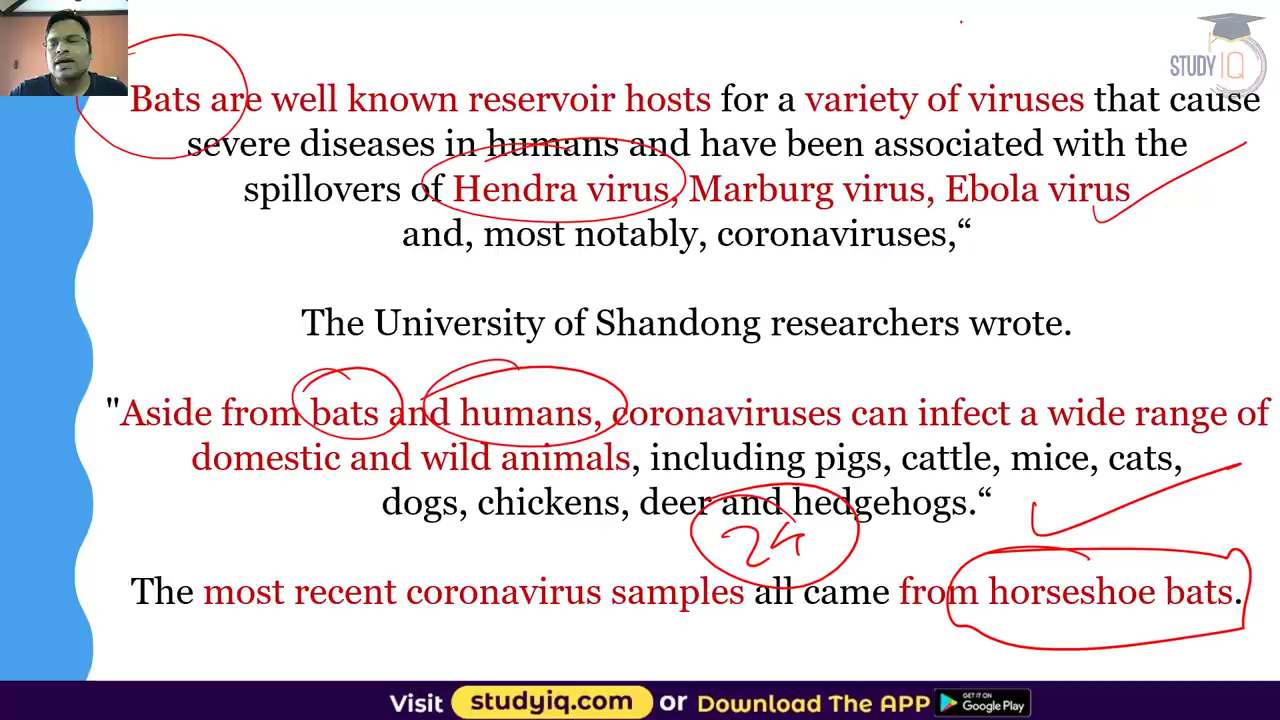 STUDY IQ
Bats are well known reservoir hosts for a variety of viruses that cause
severe diseases in humans and have been associated with the
spillovers of Hendra virus, Marburg virus, Ebola virus
and, most notably, coronaviruses,“
The University of Shandong researchers wrote.
"Aside from bats and humans, coronaviruses can infect a wide range of
domestic and wild animals, including pigs, cattle, mice, cats,
dogs, chickens, deer and hedgehogs.“
24
The most recent coronavirus samples all came from horseshoe bats.
Visit studyiq.com or Download The APP GET IT ON Google Play